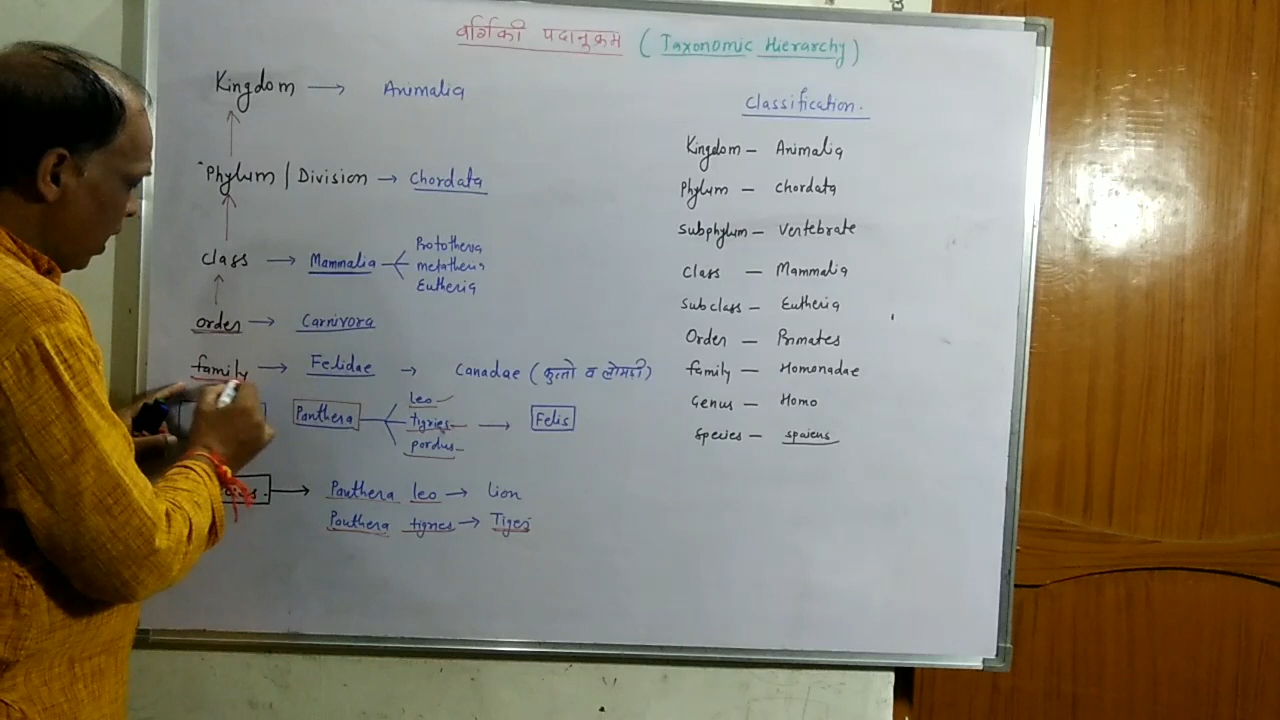 वर्गिकी पदानुक्रम ( Taxonomic Hierarchy )
Kingdom → Animalia
Phylum | Division → Chordata
class → Mammalia
Prototheria
metatheria
Eutheria
order → Carnivora
family → Felidae → Canadae ( कुत्तो व लोमडी )
Panthera
leo
tigries → Felis
pordus
Panthera leo → Lion
Panthera tigries → Tiger
Classification.
Kingdom – Animalia
Phylum – chordata
Subphylum – Vertebrate
Class – Mammalia
Subclass – Eutheria
Order – Primates
family – Homonadae
Genus – Homo
Species – spaiens